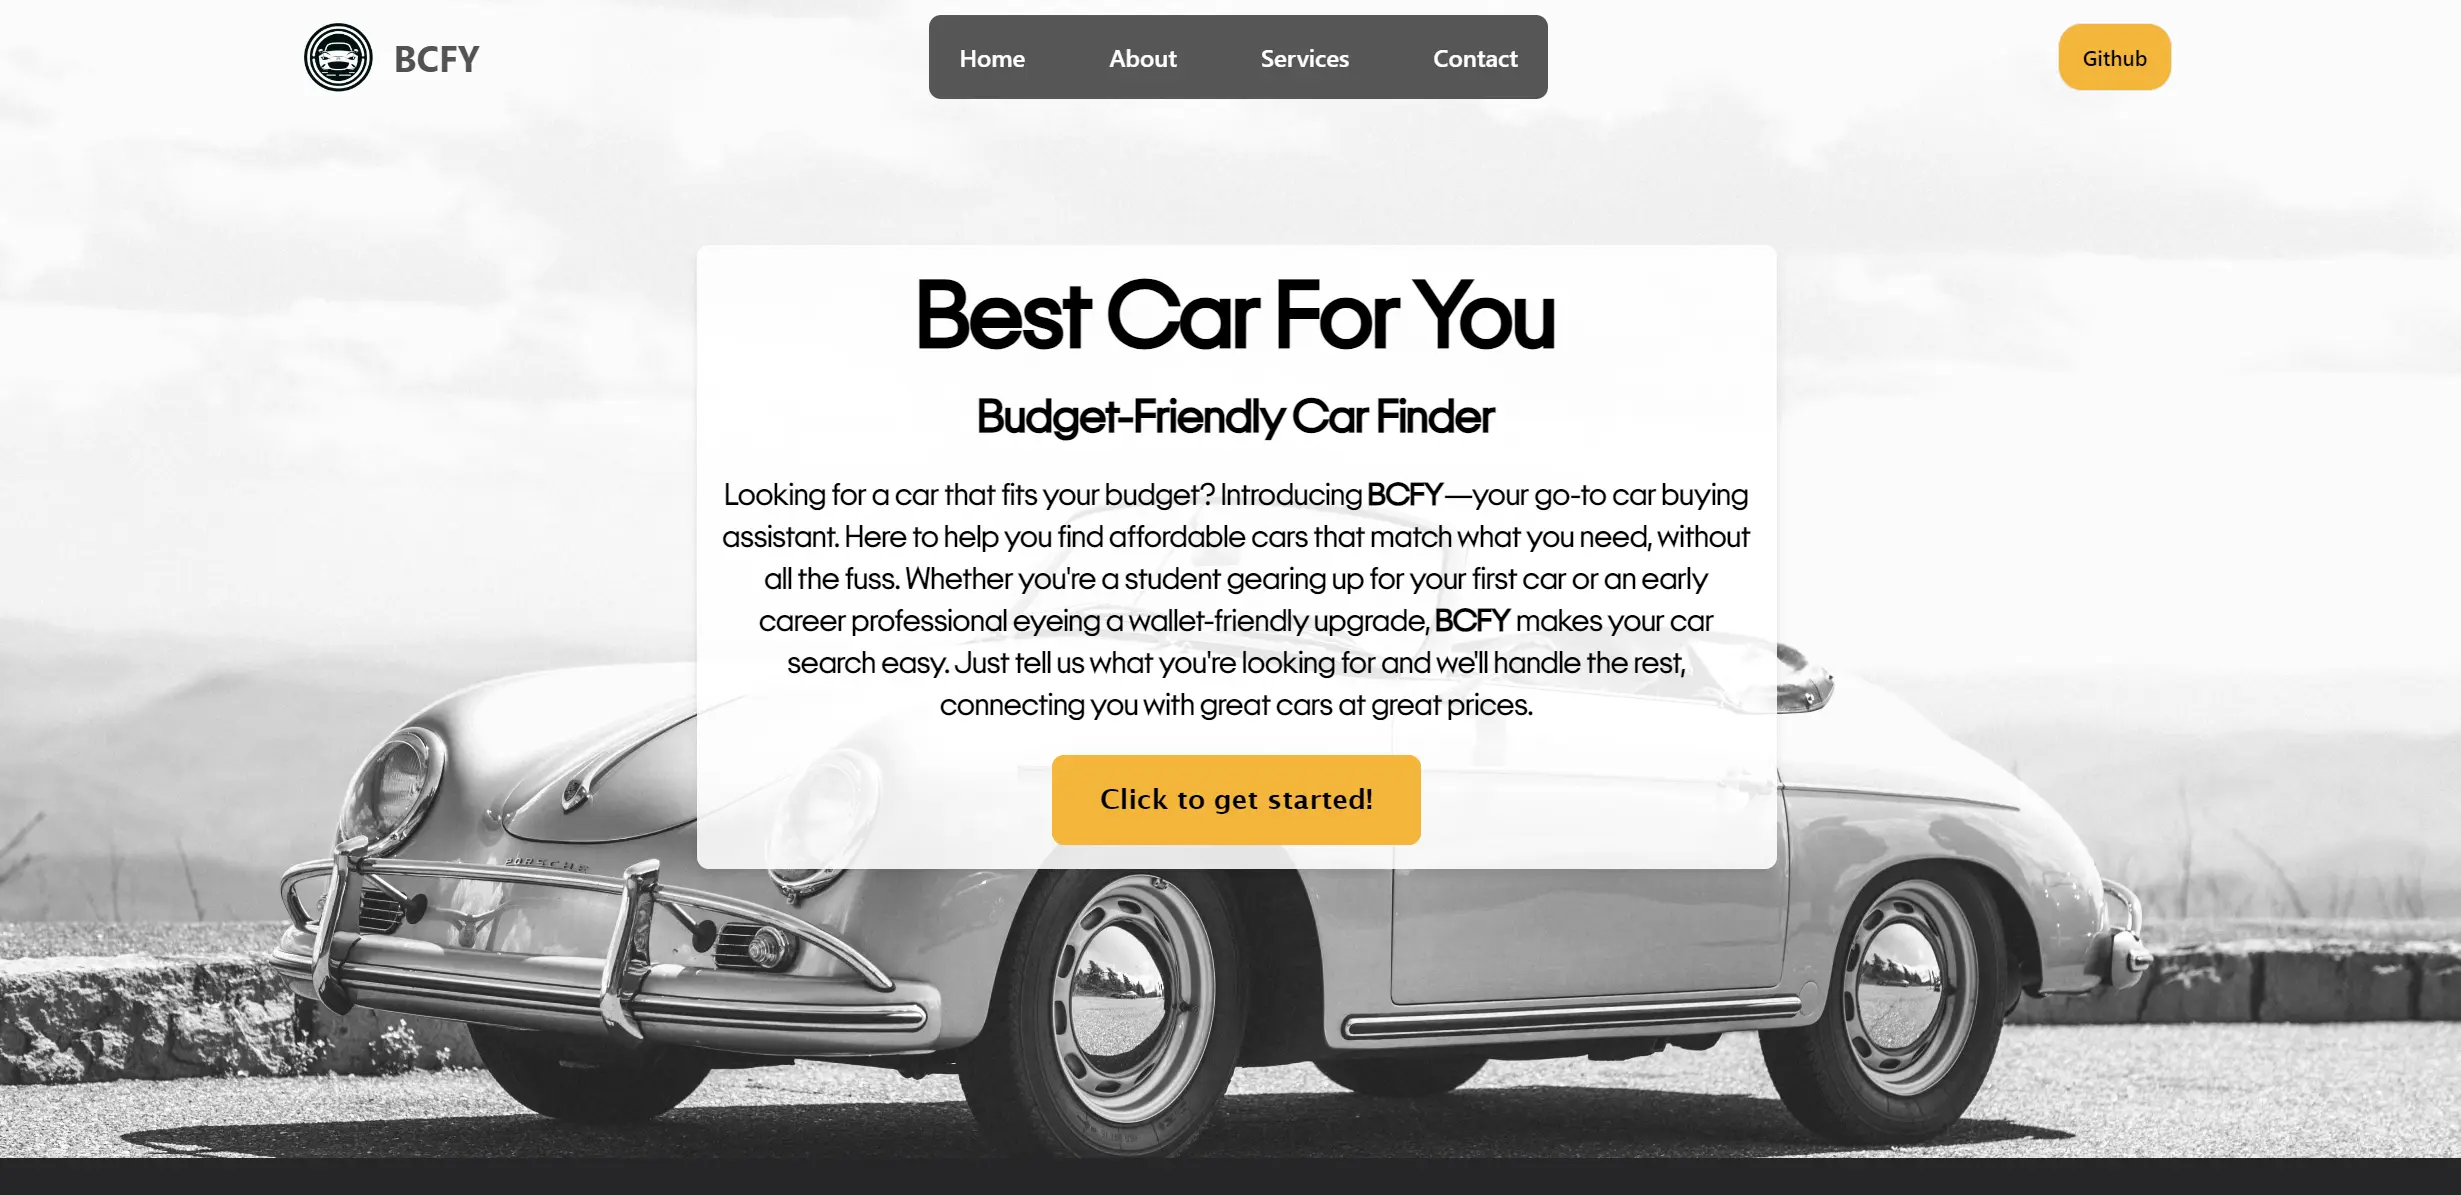 BCFY
Home About Services Contact
Github
Best Car For You
Budget-Friendly Car Finder
Looking for a car that fits your budget? Introducing BCFY—your go-to car buying
assistant. Here to help you find affordable cars that match what you need, without
all the fuss. Whether you're a student gearing up for your first car or an early
career professional eyeing a wallet-friendly upgrade, BCFY makes your car
search easy. Just tell us what you're looking for and we'll handle the rest,
connecting you with great cars at great prices.
Click to get started!
PORSCHE